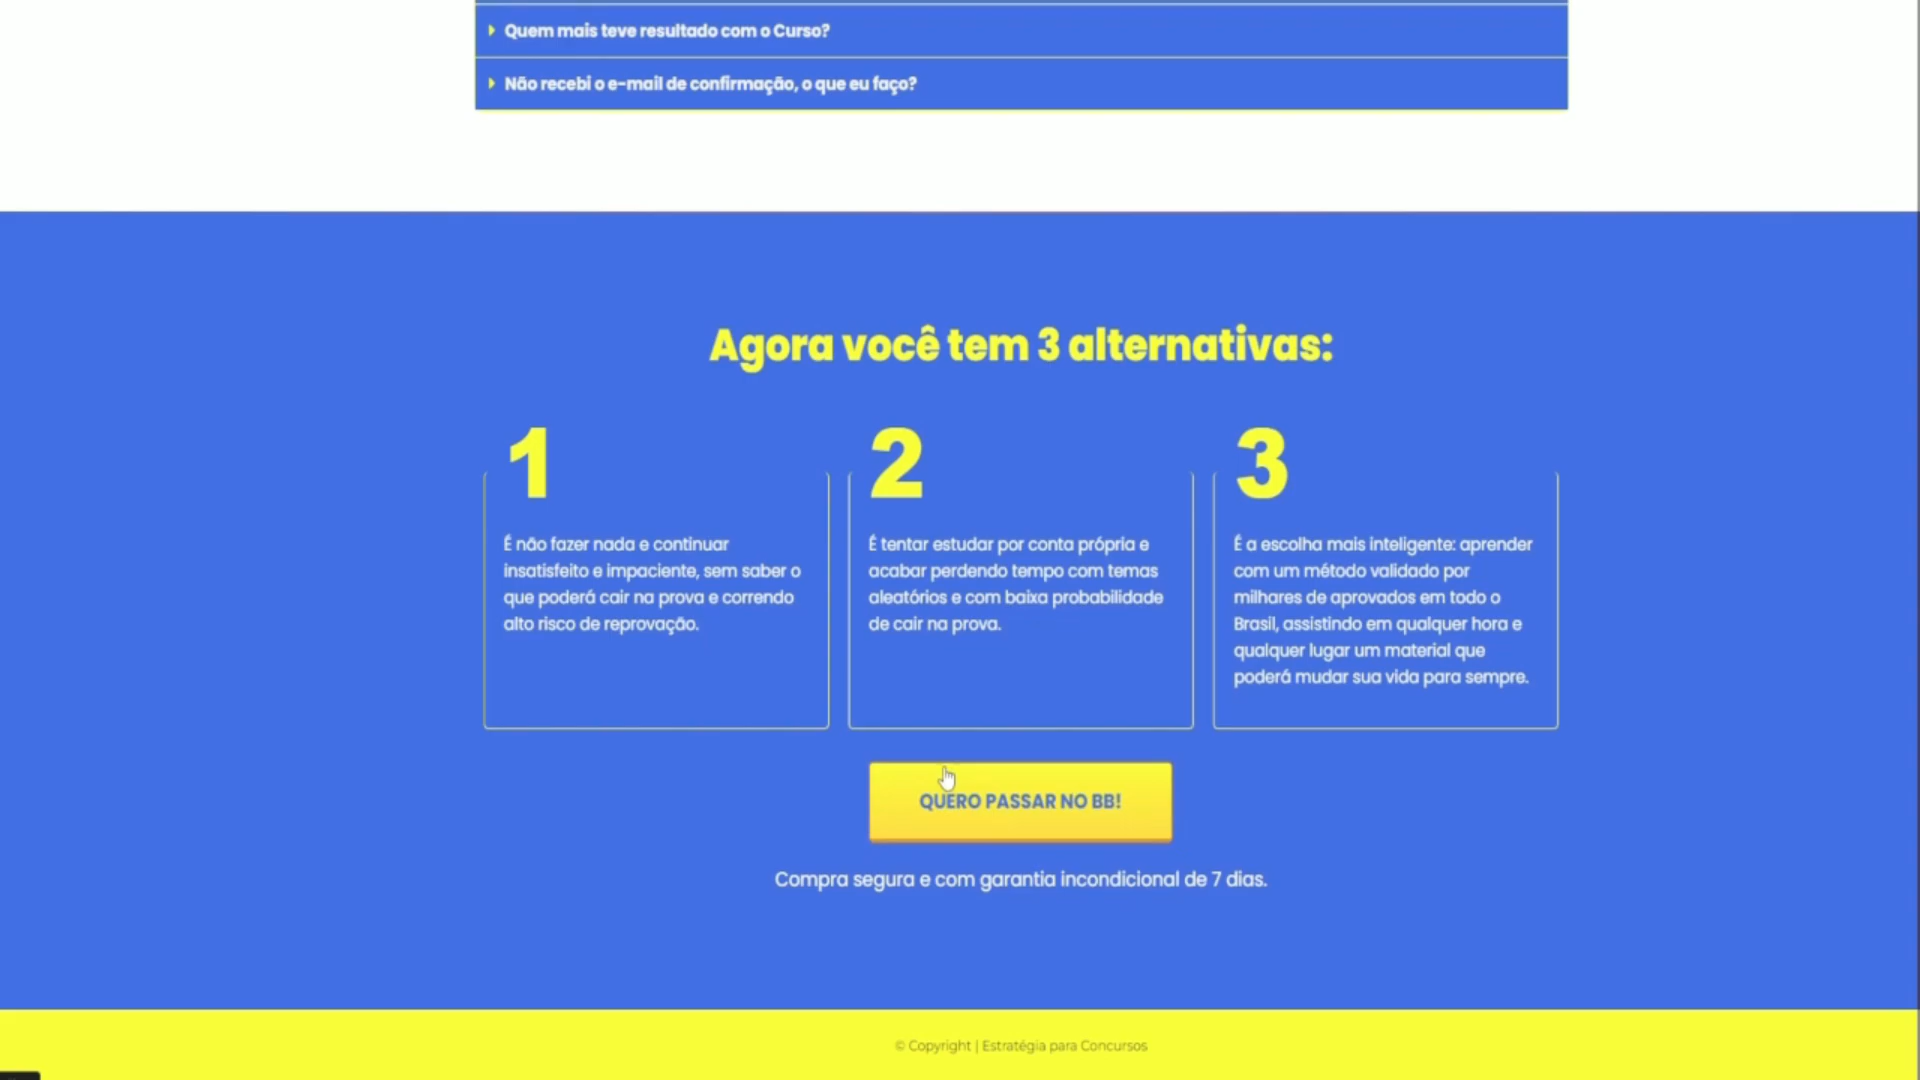 Quem mais teve resultado com o Curso?
Não recebi o e-mail de confirmação, o que eu faço?
Agora você tem 3 alternativas:
1
É não fazer nada e continuar
insatisfeito e impaciente, sem saber o
que poderá cair na prova e correndo
alto risco de reprovação.
2
É tentar estudar por conta própria e
acabar perdendo tempo com temas
aleatórios e com baixa probabilidade
de cair na prova.
3
É a escolha mais inteligente: aprender
com um método validado por
milhares de aprovados em todo o
Brasil, assistindo em qualquer hora e
qualquer lugar um material que
poderá mudar sua vida para sempre.
QUERO PASSAR NO BB!
Compra segura e com garantia incondicional de 7 dias.
© Copyright | Estratégia para Concursos